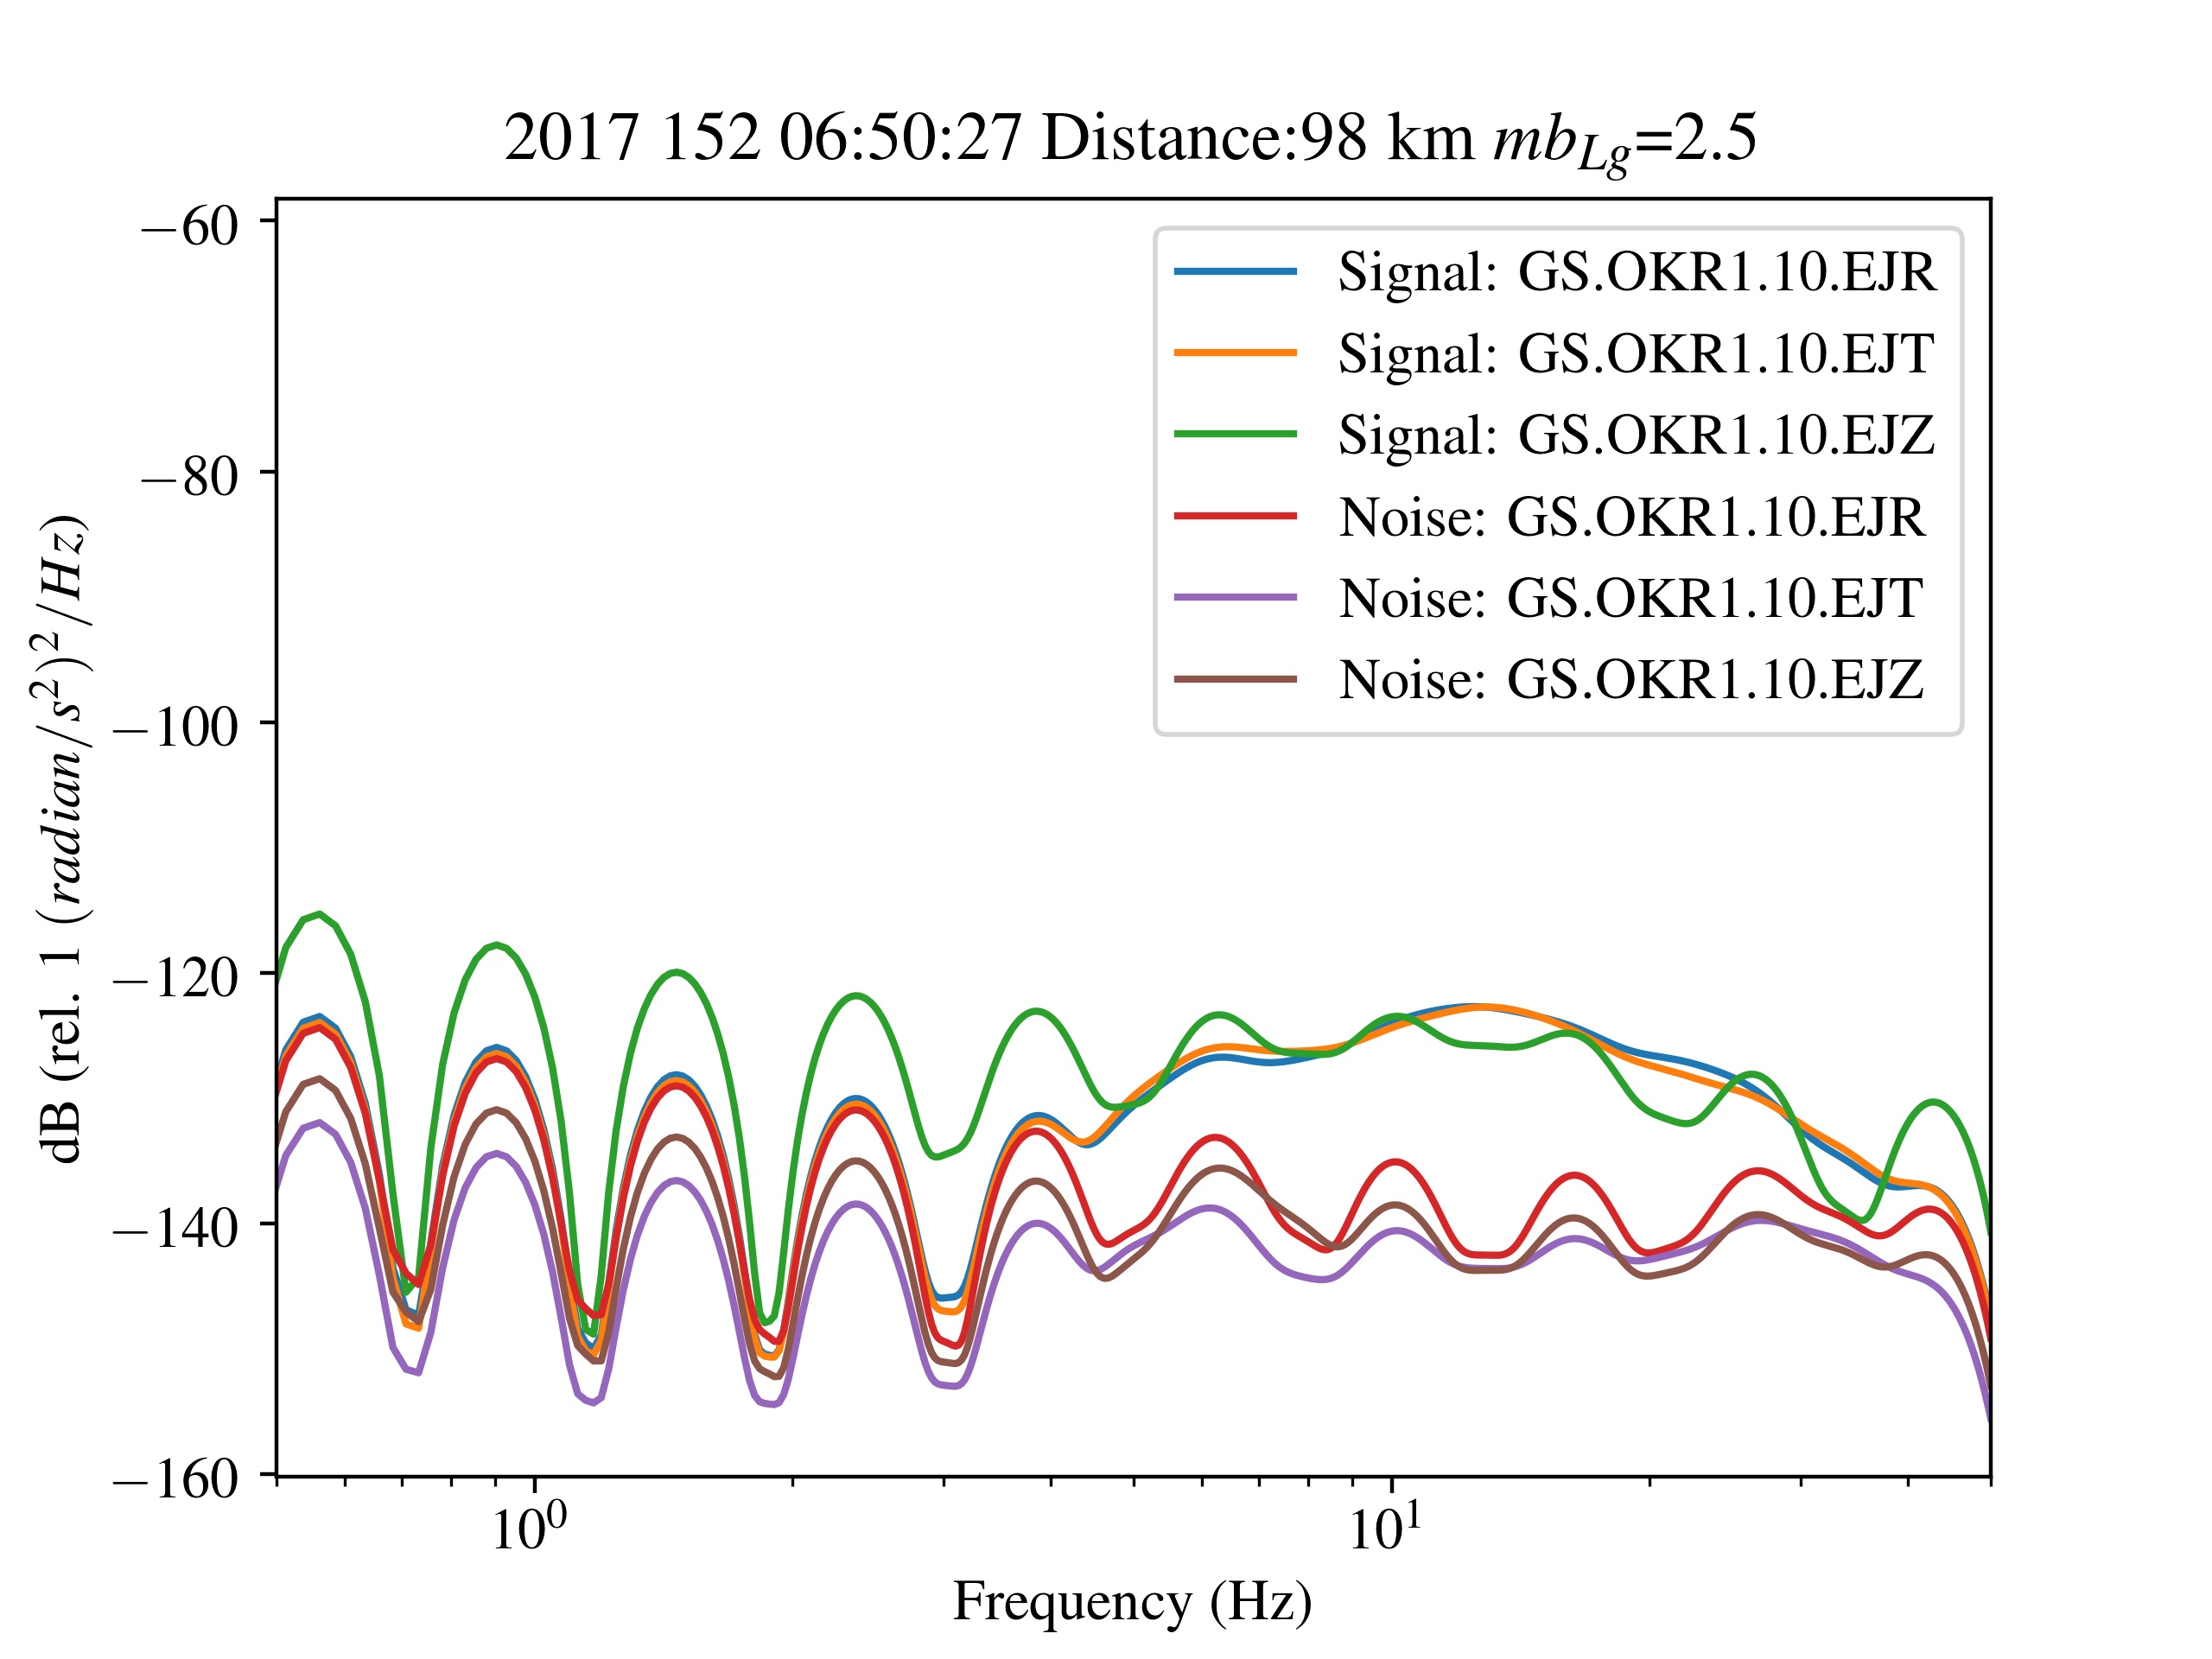 2017 152 06:50:27 Distance:98 km mb_Lg=2.5
−60
−80
−100
−120
−140
−160
dB (rel. 1 (radian/s²)²/Hz)
Signal: GS.OKR1.10.EJR
Signal: GS.OKR1.10.EJT
Signal: GS.OKR1.10.EJZ
Noise: GS.OKR1.10.EJR
Noise: GS.OKR1.10.EJT
Noise: GS.OKR1.10.EJZ
10⁰
10¹
Frequency (Hz)